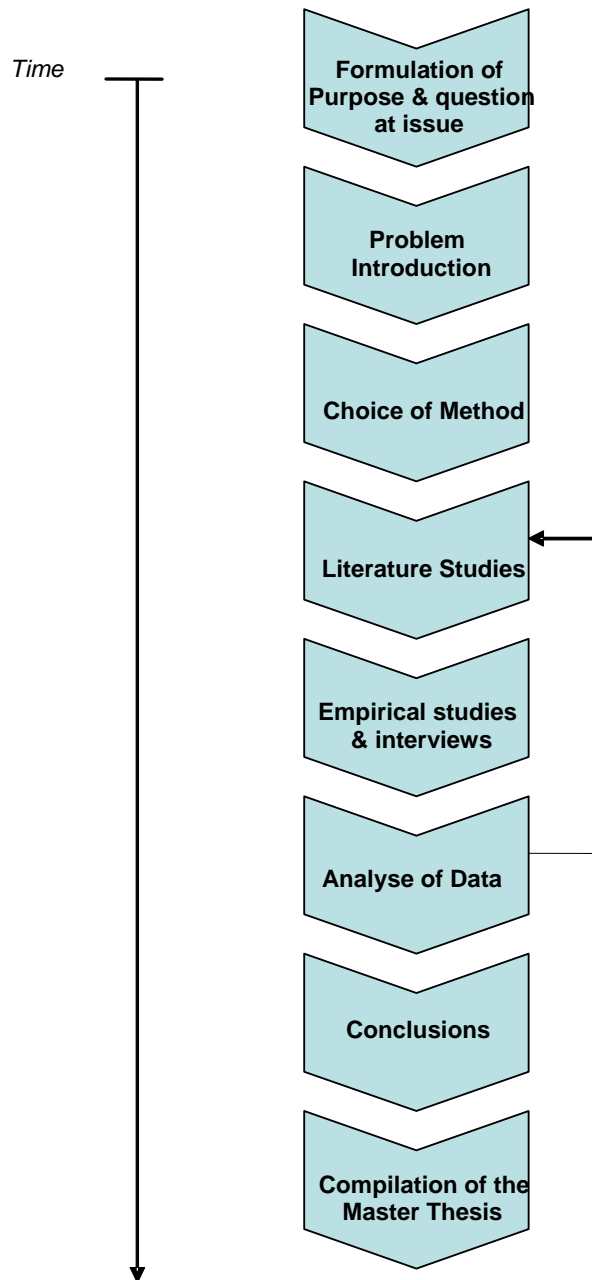 Time
Formulation of
Purpose & question
at issue
Problem
Introduction
Choice of Method
Literature Studies
Empirical studies
& interviews
Analyse of Data
Conclusions
Compilation of the
Master Thesis